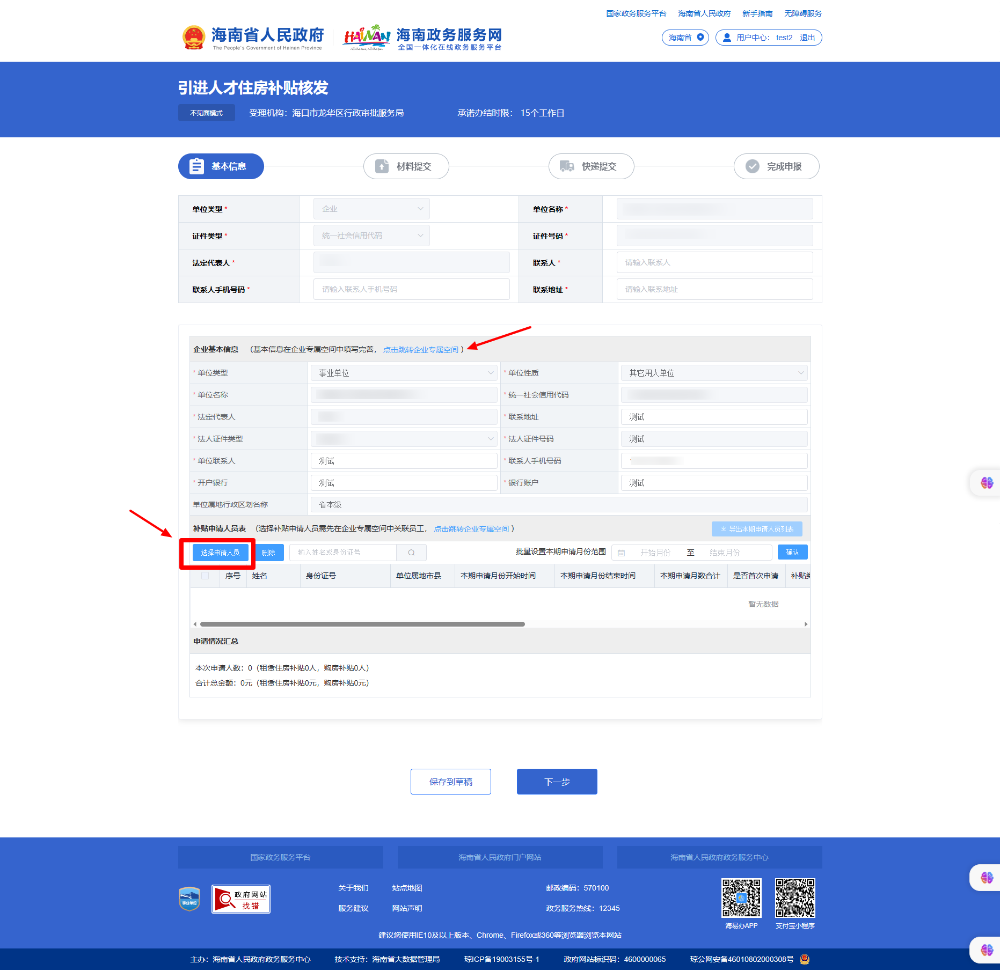 国家政务服务平台 海南省人民政府 新手指南 无障碍服务
海南省人民政府
The People's Government of Hainan Province
HAINAN
All the sun, all the fun
海南政务服务网
全国一体化在线政务服务平台
海南省 用户中心： test2 退出
引进人才住房补贴核发
不见面模式 受理机构：海口市龙华区行政审批服务局 承诺办结时限： 15个工作日
基本信息 材料提交 快递提交 完成申报
单位类型 * 企业 单位名称 *
证件类型 * 统一社会信用代码 证件号码 *
法定代表人 * 联系人 * 请输入联系人
联系人手机号码 * 请输入联系人手机号码 联系地址 * 请输入联系地址
企业基本信息 （基本信息在企业专属空间中填写完善， 点击跳转企业专属空间 ）
* 单位类型 事业单位 * 单位性质 其它用人单位
* 单位名称 * 统一社会信用代码
* 法定代表人 * 联系地址 测试
* 法人证件类型 * 法人证件号码 测试
* 单位联系人 测试 * 联系人手机号码
* 开户银行 测试 * 银行账户 测试
单位属地行政区划名称 省本级
补贴申请人员表 （选择补贴申请人员需先在企业专属空间中关联员工， 点击跳转企业专属空间 ） 导出本期申请人员列表
选择申请人员 删除 输入姓名或身份证号 批量设置本期申请月份范围 开始月份 至 结束月份 确认
序号 姓名 身份证号 单位属地市县 本期申请月份开始时间 本期申请月份结束时间 本期申请月数合计 是否首次申请 补贴
暂无数据
申请情况汇总
本次申请人数：0（租赁住房补贴0人，购房补贴0人）
合计总金额：0元（租赁住房补贴0元，购房补贴0元）
保存到草稿 下一步
国家政务服务平台 海南省人民政府门户网站 海南省人民政府政务服务中心
事业单位
政府网站
找错
关于我们 站点地图 邮政编码：570100
服务建议 网站声明 政务服务热线：12345
海易办APP 支付宝小程序
建议您使用IE10及以上版本、Chrome、Firefox或360等浏览器浏览本网站
主办：海南省人民政府政务服务中心 技术支持：海南省大数据管理局 琼ICP备19003155号-1 政府网站标识码：4600000065 琼公网安备46010802000308号